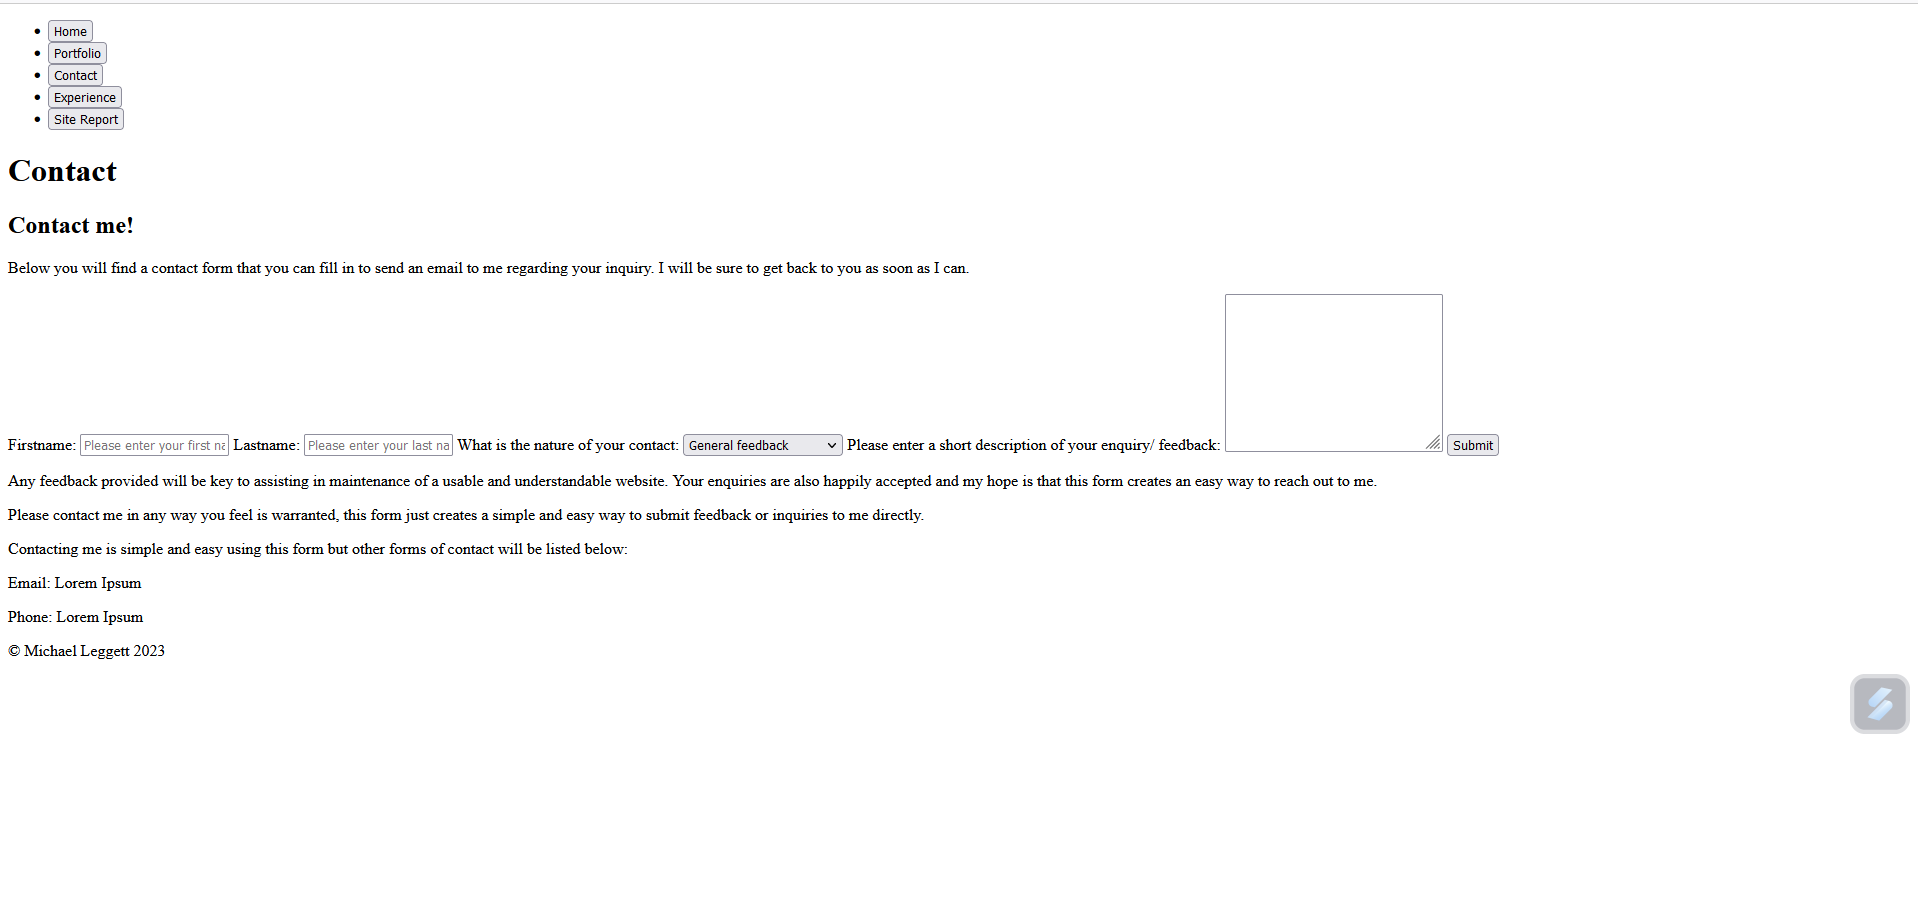 Home
Portfolio
Contact
Experience
Site Report
Contact
Contact me!
Below you will find a contact form that you can fill in to send an email to me regarding your inquiry. I will be sure to get back to you as soon as I can.
Firstname: Please enter your first na Lastname: Please enter your last na What is the nature of your contact: General feedback Please enter a short description of your enquiry/ feedback: Submit
Any feedback provided will be key to assisting in maintenance of a usable and understandable website. Your enquiries are also happily accepted and my hope is that this form creates an easy way to reach out to me.
Please contact me in any way you feel is warranted, this form just creates a simple and easy way to submit feedback or inquiries to me directly.
Contacting me is simple and easy using this form but other forms of contact will be listed below:
Email: Lorem Ipsum
Phone: Lorem Ipsum
© Michael Leggett 2023